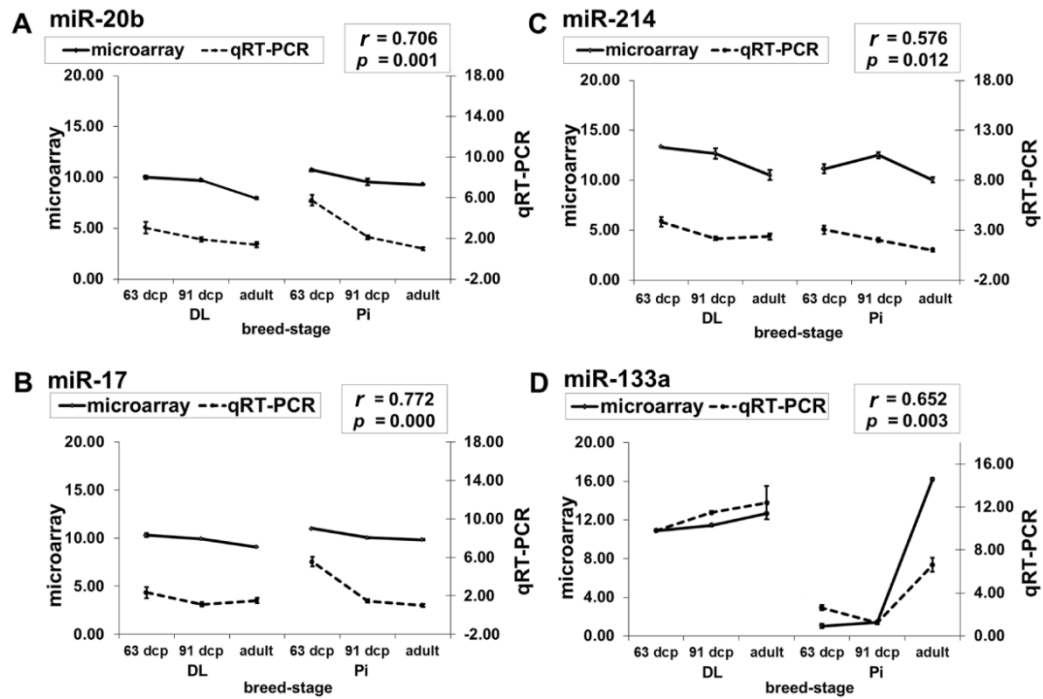 A miR-20b
microarray qRT-PCR
r = 0.706
p = 0.001
20.00
15.00
10.00
5.00
0.00
microarray
18.00
14.00
10.00
6.00
2.00
-2.00
qRT-PCR
63 dcp 91 dcp adult 63 dcp 91 dcp adult
DL Pi
breed-stage
C miR-214
microarray qRT-PCR
r = 0.576
p = 0.012
20.00
15.00
10.00
5.00
0.00
microarray
18.00
13.00
8.00
3.00
-2.00
qRT-PCR
63 dcp 91 dcp adult 63 dcp 91 dcp adult
DL Pi
breed-stage
B miR-17
microarray qRT-PCR
r = 0.772
p = 0.000
20.00
15.00
10.00
5.00
0.00
microarray
18.00
14.00
10.00
6.00
2.00
-2.00
qRT-PCR
63 dcp 91 dcp adult 63 dcp 91 dcp adult
DL Pi
breed-stage
D miR-133a
microarray qRT-PCR
r = 0.652
p = 0.003
20.00
16.00
12.00
8.00
4.00
0.00
microarray
16.00
12.00
8.00
4.00
0.00
qRT-PCR
63 dcp 91 dcp adult 63 dcp 91 dcp adult
DL Pi
breed-stage